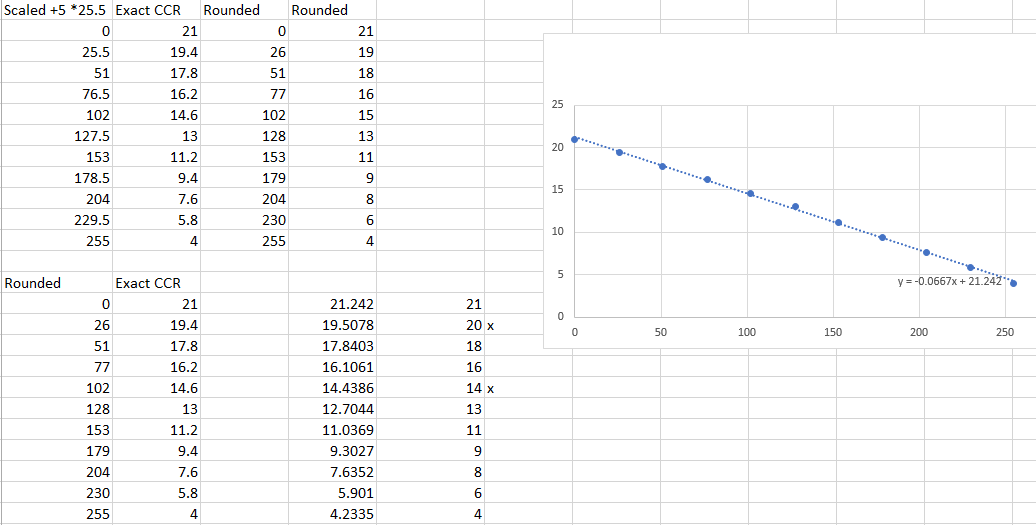 Scaled +5 *25.5 Exact CCR Rounded Rounded
0 21 0 21
25.5 19.4 26 19
51 17.8 51 18
76.5 16.2 77 16
102 14.6 102 15
127.5 13 128 13
153 11.2 153 11
178.5 9.4 179 9
204 7.6 204 8
229.5 5.8 230 6
255 4 255 4
Rounded Exact CCR
0 21 21.242 21
26 19.4 19.5078 20 x
51 17.8 17.8403 18
77 16.2 16.1061 16
102 14.6 14.4386 14 x
128 13 12.7044 13
153 11.2 11.0369 11
179 9.4 9.3027 9
204 7.6 7.6352 8
230 5.8 5.901 6
255 4 4.2335 4
25
20
15
10
5
0
y = -0.0667x + 21.242
0 50 100 150 200 250